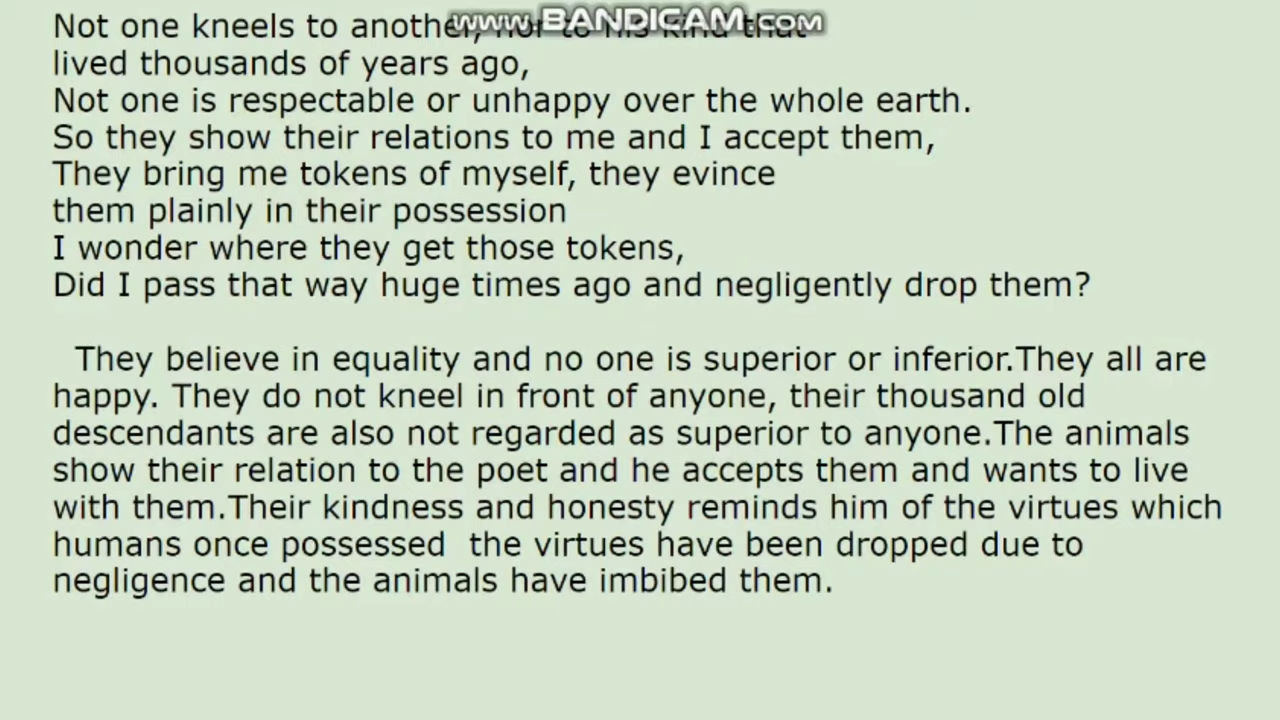 www.BANDICAM.com
Not one kneels to another, nor to his kind that
lived thousands of years ago,
Not one is respectable or unhappy over the whole earth.
So they show their relations to me and I accept them,
They bring me tokens of myself, they evince
them plainly in their possession
I wonder where they get those tokens,
Did I pass that way huge times ago and negligently drop them?
They believe in equality and no one is superior or inferior.They all are
happy. They do not kneel in front of anyone, their thousand old
descendants are also not regarded as superior to anyone.The animals
show their relation to the poet and he accepts them and wants to live
with them.Their kindness and honesty reminds him of the virtues which
humans once possessed  the virtues have been dropped due to
negligence and the animals have imbibed them.